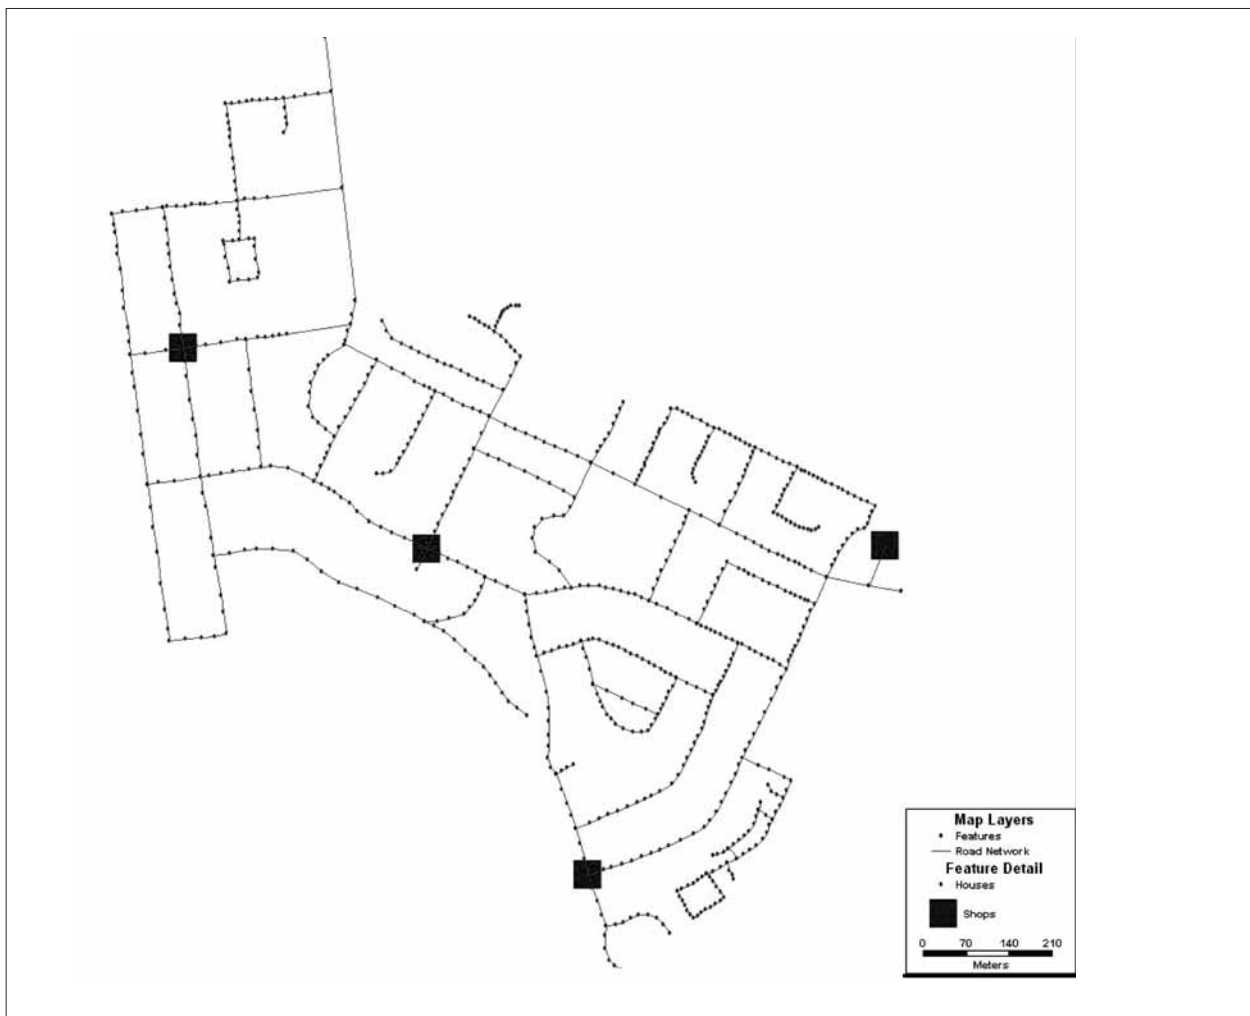 Map Layers
Features
Road Network
Feature Detail
Houses
Shops
0 70 140 210
Meters